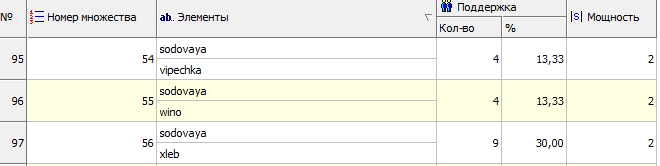 № Номер множества ab. Элементы Поддержка |S| Мощность
Кол-во %
95 54 sodovaya 4 13,33 2
vipechka
96 55 sodovaya 4 13,33 2
wino
97 56 sodovaya 9 30,00 2
xleb